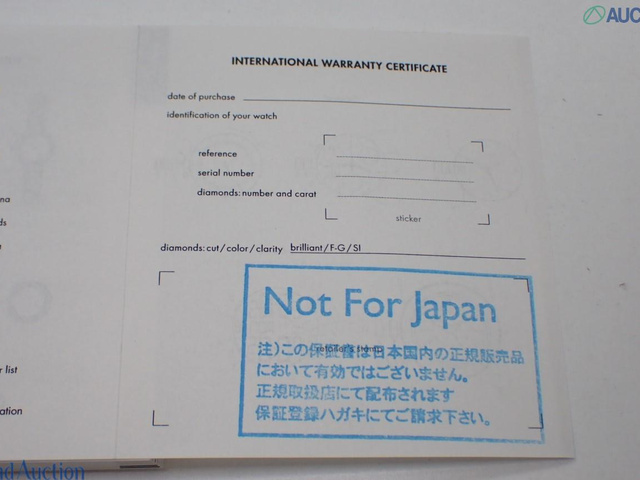 AUC
INTERNATIONAL WARRANTY CERTIFICATE
date of purchase
identification of your watch
reference
serial number
diamonds: number and carat
sticker
diamonds: cut / color / clarity brilliant / F-G / SI
Not For Japan
retailer's stamp
注)この保証書は日本国内の正規販売品
において有効ではございません。
正規取扱店にて配布されます
保証登録ハガキにてご請求下さい。
na
ds
r list
ation
nd Auction